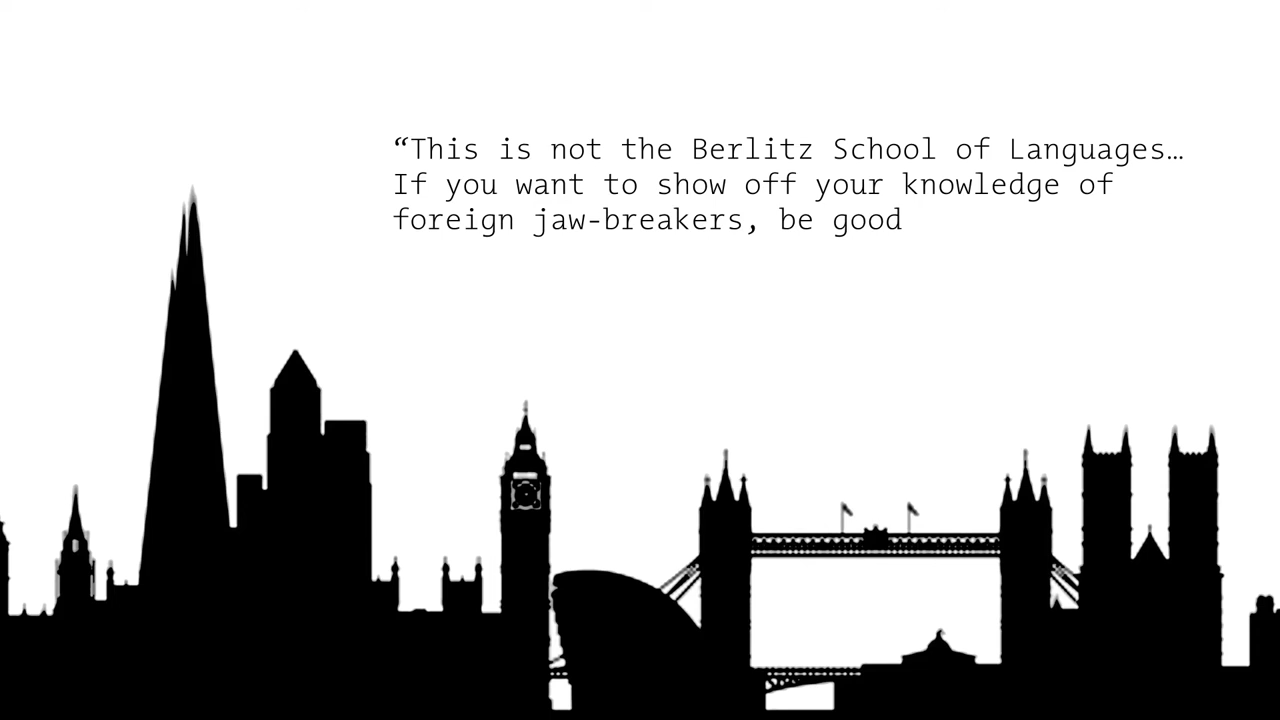 “This is not the Berlitz School of Languages…
If you want to show off your knowledge of
foreign jaw-breakers, be good